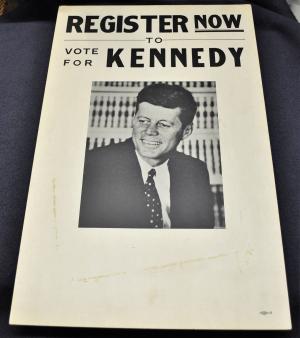 REGISTER NOW
TO
VOTE
FOR KENNEDY